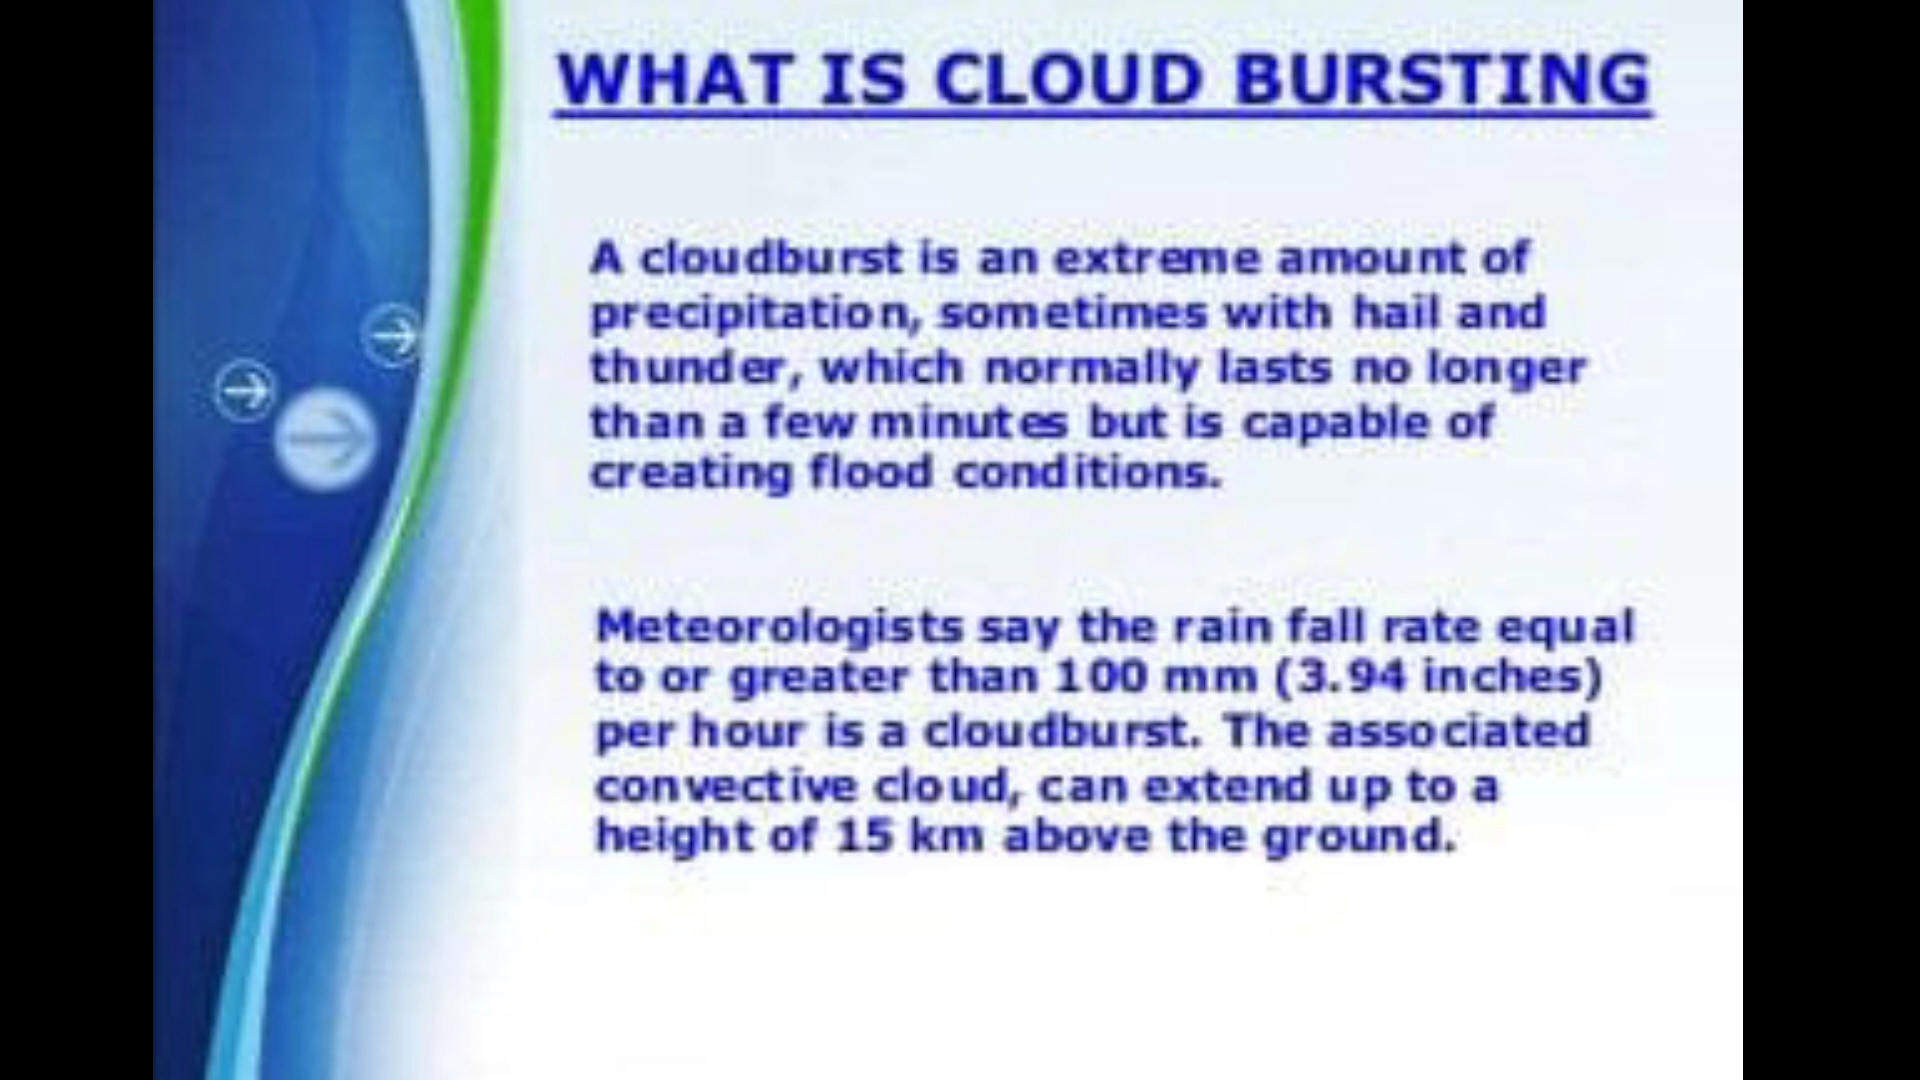 WHAT IS CLOUD BURSTING
A cloudburst is an extreme amount of
precipitation, sometimes with hail and
thunder, which normally lasts no longer
than a few minutes but is capable of
creating flood conditions.
Meteorologists say the rain fall rate equal
to or greater than 100 mm (3.94 inches)
per hour is a cloudburst. The associated
convective cloud, can extend up to a
height of 15 km above the ground.